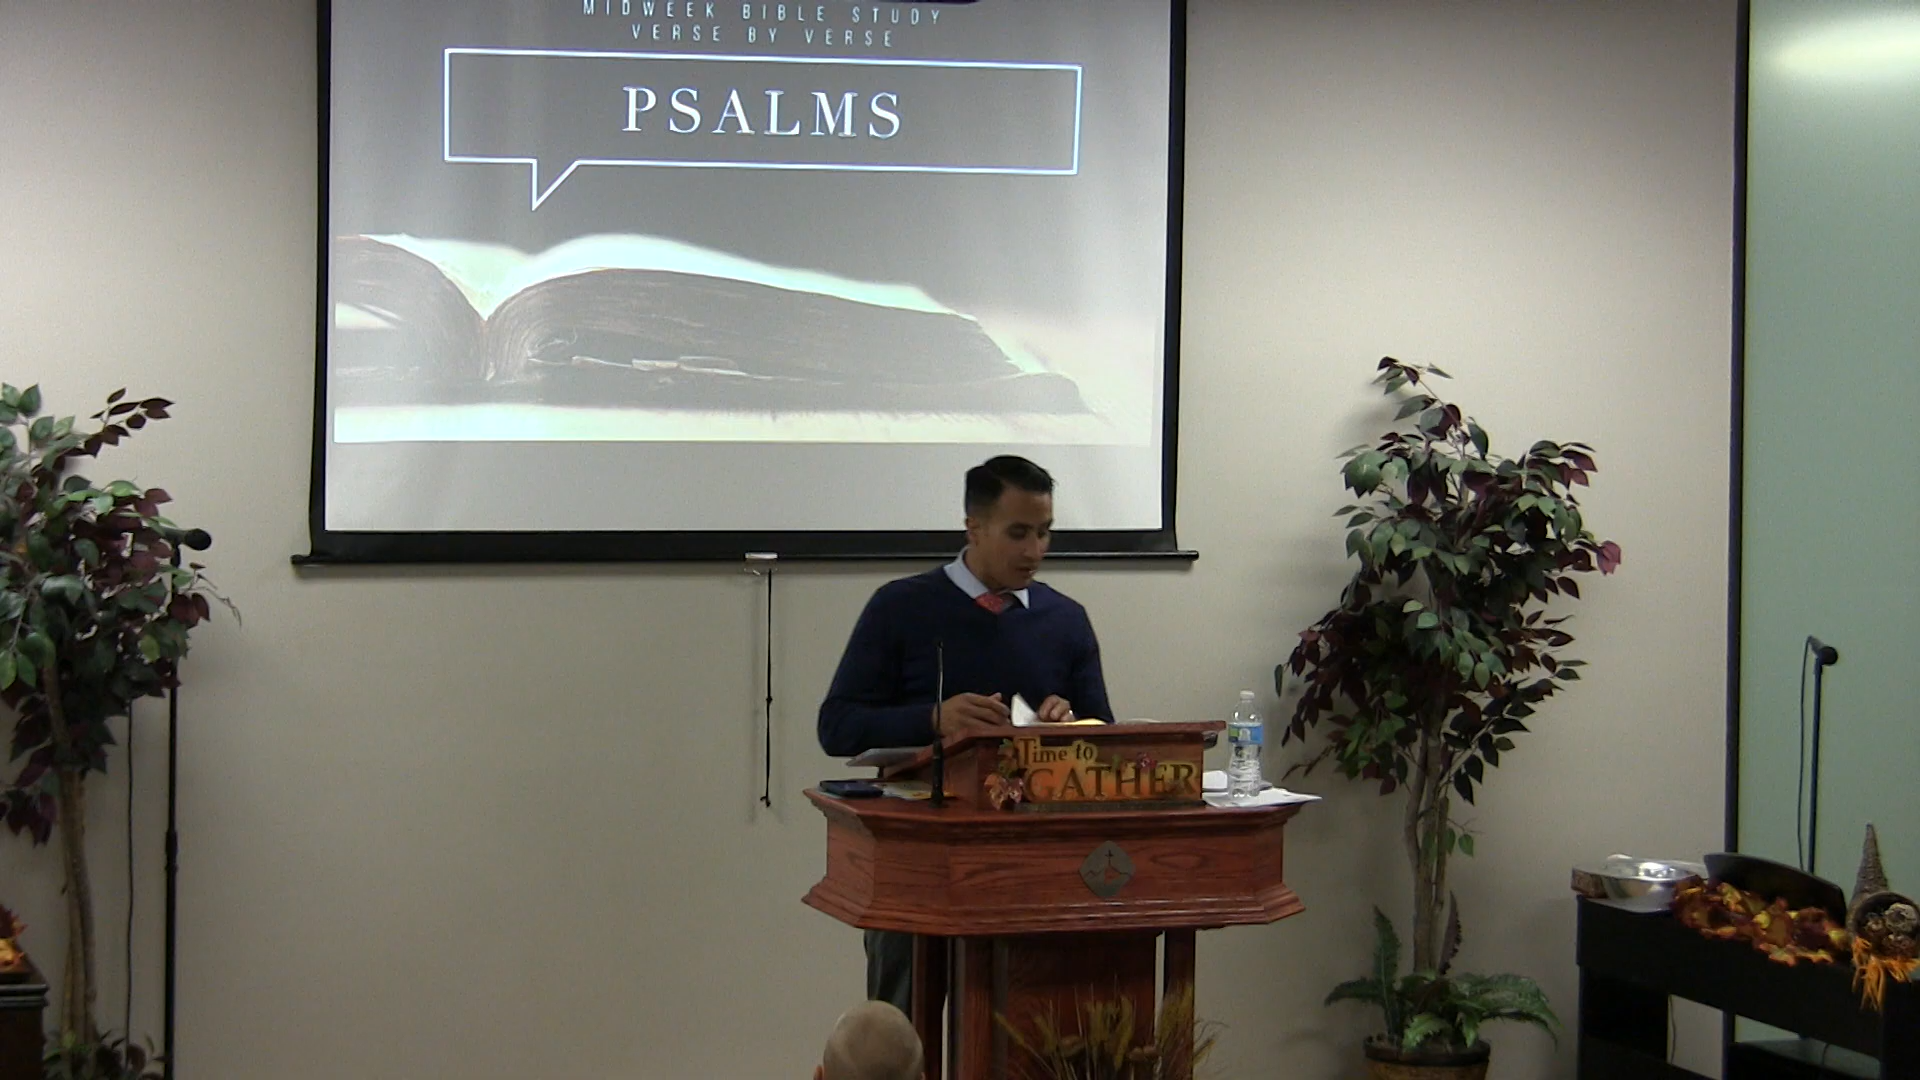 MIDWEEK BIBLE STUDY
VERSE BY VERSE
PSALMS
Time to
GATHER